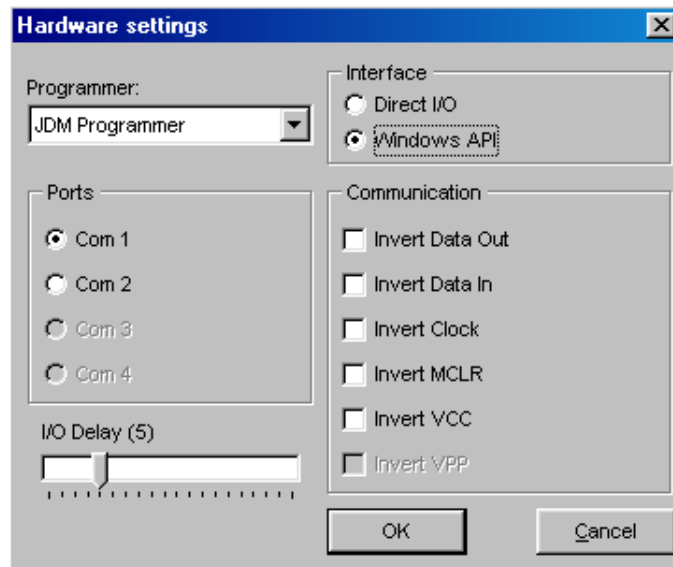 Hardware settings
Programmer:
JDM Programmer
Interface
Direct I/O
Windows API
Ports
Com 1
Com 2
Com 3
Com 4
Communication
Invert Data Out
Invert Data In
Invert Clock
Invert MCLR
Invert VCC
Invert VPP
I/O Delay (5)
OK
Cancel